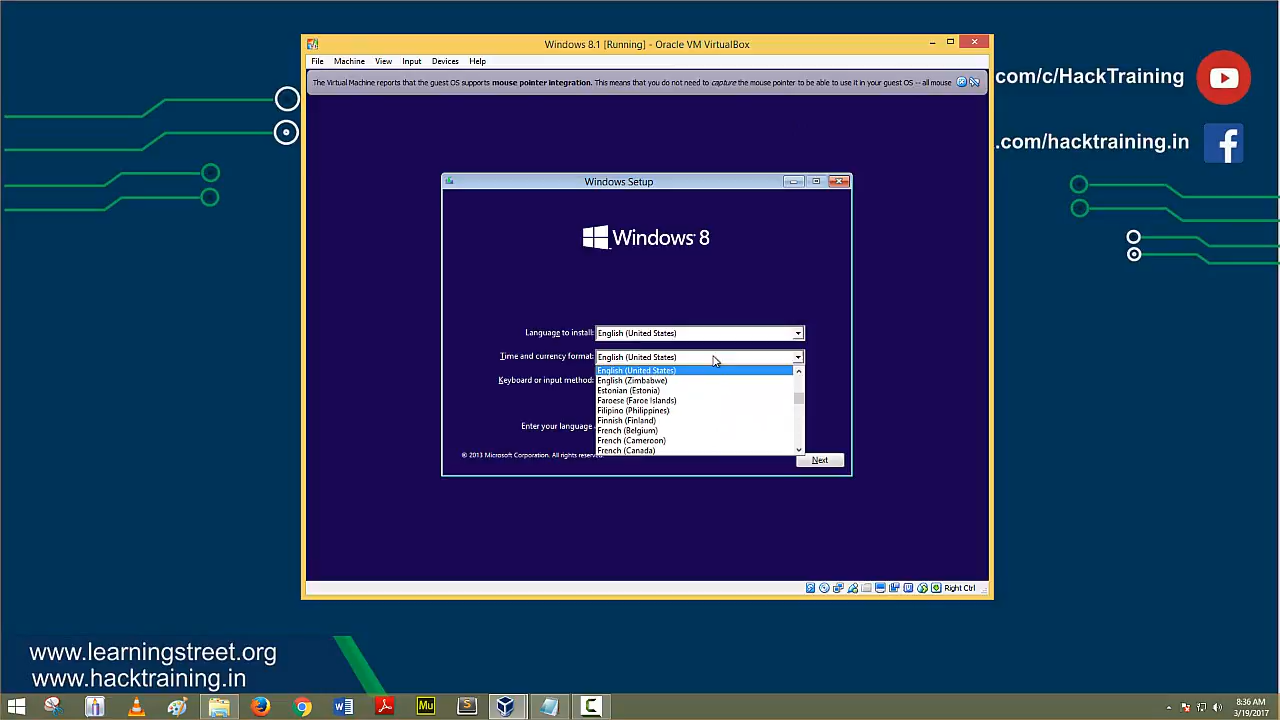 Windows 8.1 [Running] - Oracle VM VirtualBox
File Machine View Input Devices Help
The Virtual Machine reports that the guest OS supports mouse pointer integration. This means that you do not need to capture the mouse pointer to be able to use it in your guest OS -- all mouse
com/c/HackTraining
.com/hacktraining.in
Windows Setup
Windows 8
Language to install: English (United States)
Time and currency format: English (United States)
English (United States)
Keyboard or input method:
English (Zimbabwe)
Estonian (Estonia)
Faroese (Faroe Islands)
Filipino (Philippines)
Finnish (Finland)
Enter your language
French (Belgium)
French (Cameroon)
French (Canada)
© 2013 Microsoft Corporation. All rights reserve
Next
Right Ctrl
www.learningstreet.org
www.hacktraining.in
W
Mu
S
C
8:36 AM
3/19/2017